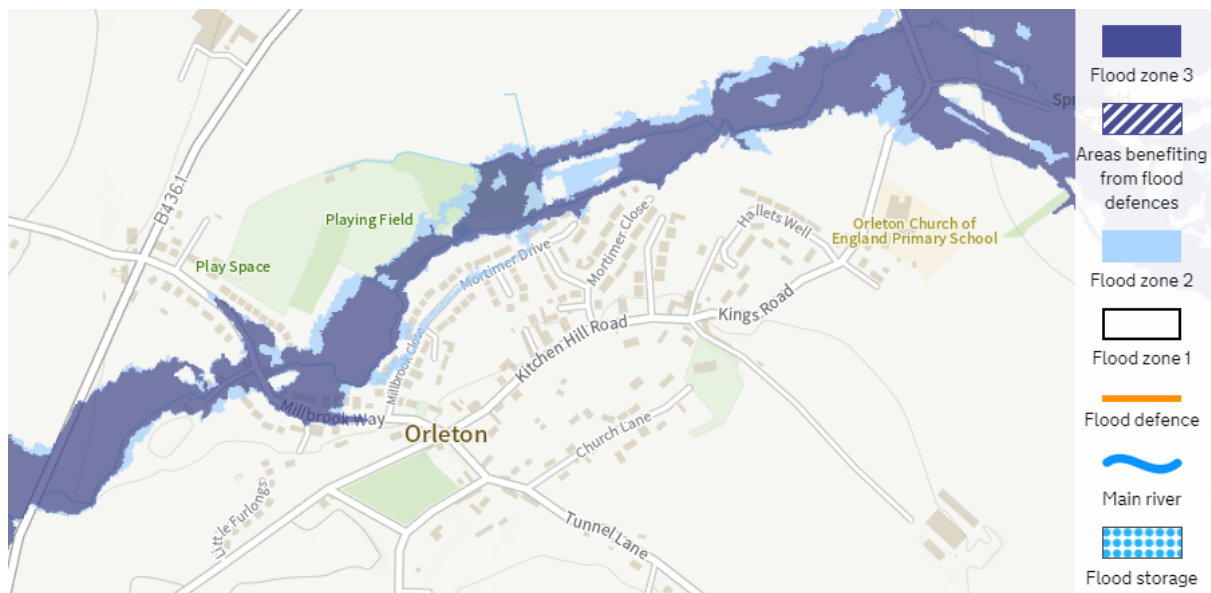 B4361
Playing Field
Play Space
Mortimer Drive
Mortimer Close
Hallets Well
Orleton Church of
England Primary School
Kings Road
Kitchen Hill Road
Millbrook Close
Millbrook Way
Orleton
Church Lane
Little Furlongs
Tunnel Lane
Flood zone 3
Areas benefiting
from flood
defences
Flood zone 2
Flood zone 1
Flood defence
Main river
Flood storage